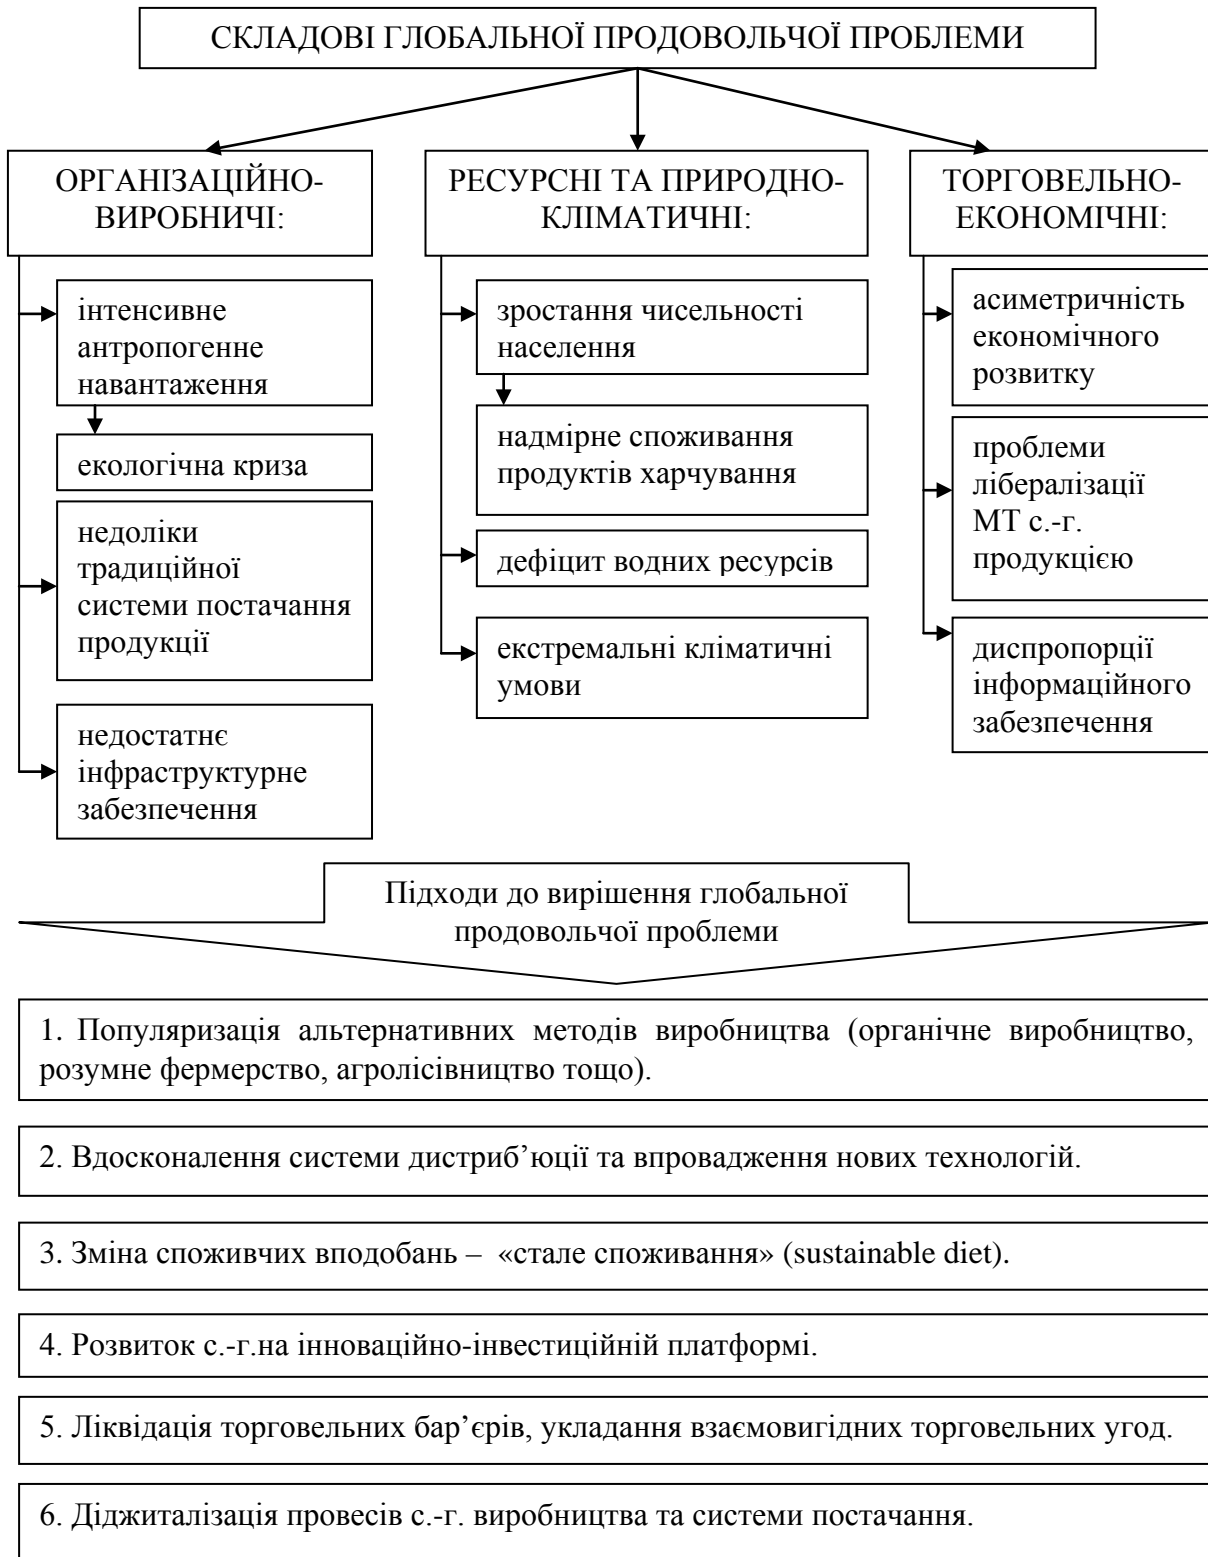 СКЛАДОВІ ГЛОБАЛЬНОЇ ПРОДОВОЛЬЧОЇ ПРОБЛЕМИ
ОРГАНІЗАЦІЙНО-
ВИРОБНИЧІ:
інтенсивне
антропогенне
навантаження
екологічна криза
недоліки
традиційної
системи постачання
продукції
недостатнє
інфраструктурне
забезпечення
РЕСУРСНІ ТА ПРИРОДНО-
КЛІМАТИЧНІ:
зростання чисельності
населення
надмірне споживання
продуктів харчування
дефіцит водних ресурсів
екстремальні кліматичні
умови
ТОРГОВЕЛЬНО-
ЕКОНОМІЧНІ:
асиметричність
економічного
розвитку
проблеми
лібералізації
МТ с.-г.
продукцією
диспропорції
інформаційного
забезпечення
Підходи до вирішення глобальної
продовольчої проблеми
1. Популяризація альтернативних методів виробництва (органічне виробництво,
розумне фермерство, агролісівництво тощо).
2. Вдосконалення системи дистриб’юції та впровадження нових технологій.
3. Зміна споживчих вподобань – «стале споживання» (sustainable diet).
4. Розвиток с.-г.на інноваційно-інвестиційній платформі.
5. Ліквідація торговельних бар’єрів, укладання взаємовигідних торговельних угод.
6. Діджиталізація провесів с.-г. виробництва та системи постачання.